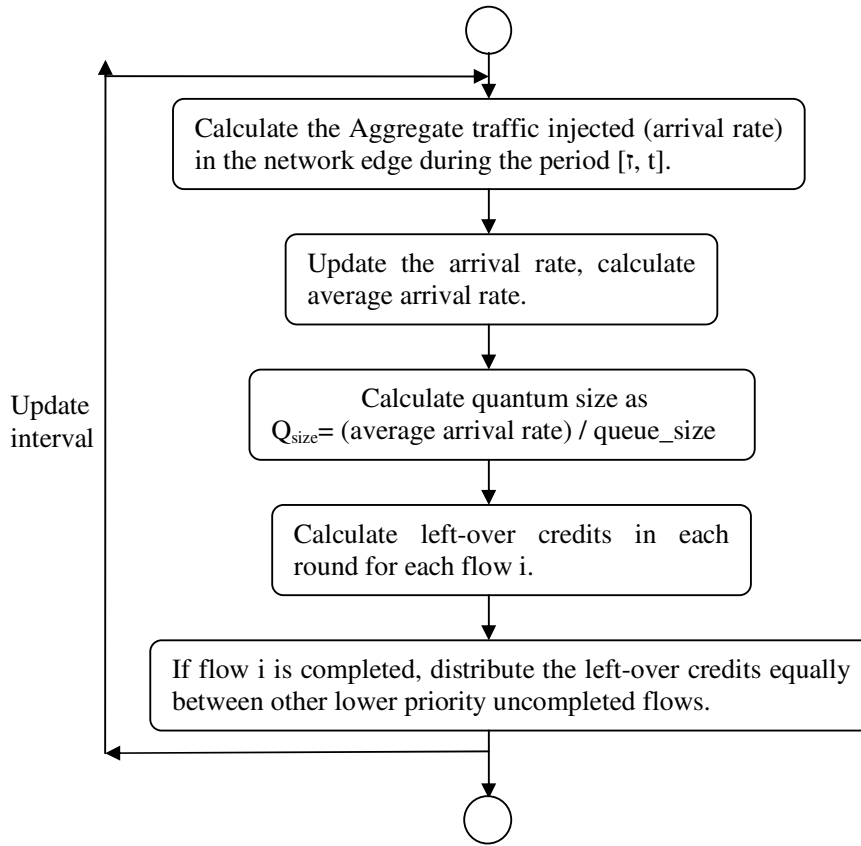 Calculate the Aggregate traffic injected (arrival rate)
in the network edge during the period [τ, t].
Update the arrival rate, calculate
average arrival rate.
Update
interval
Calculate quantum size as
Qsize= (average arrival rate) / queue_size
Calculate left-over credits in each
round for each flow i.
If flow i is completed, distribute the left-over credits equally
between other lower priority uncompleted flows.